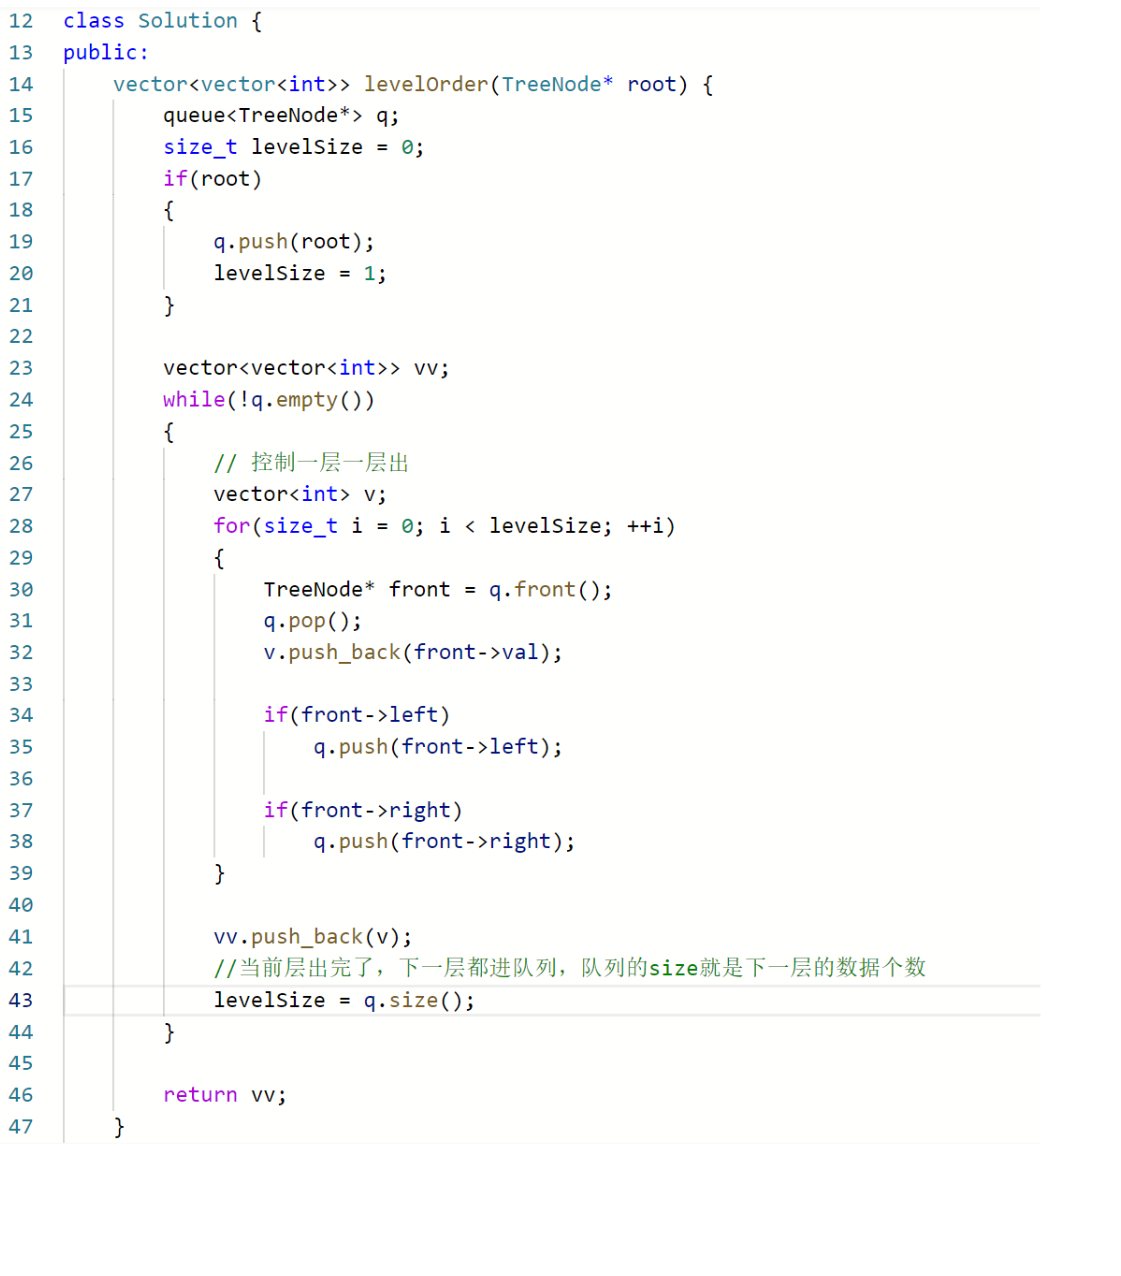 12 class Solution {
13 public:
14     vector<vector<int>> levelOrder(TreeNode* root) {
15         queue<TreeNode*> q;
16         size_t levelSize = 0;
17         if(root)
18         {
19             q.push(root);
20             levelSize = 1;
21         }
22
23         vector<vector<int>> vv;
24         while(!q.empty())
25         {
26             // 控制一层一层出
27             vector<int> v;
28             for(size_t i = 0; i < levelSize; ++i)
29             {
30                 TreeNode* front = q.front();
31                 q.pop();
32                 v.push_back(front->val);
33
34                 if(front->left)
35                     q.push(front->left);
36
37                 if(front->right)
38                     q.push(front->right);
39             }
40
41             vv.push_back(v);
42             //当前层出完了，下一层都进队列，队列的size就是下一层的数据个数
43             levelSize = q.size();
44         }
45
46         return vv;
47     }